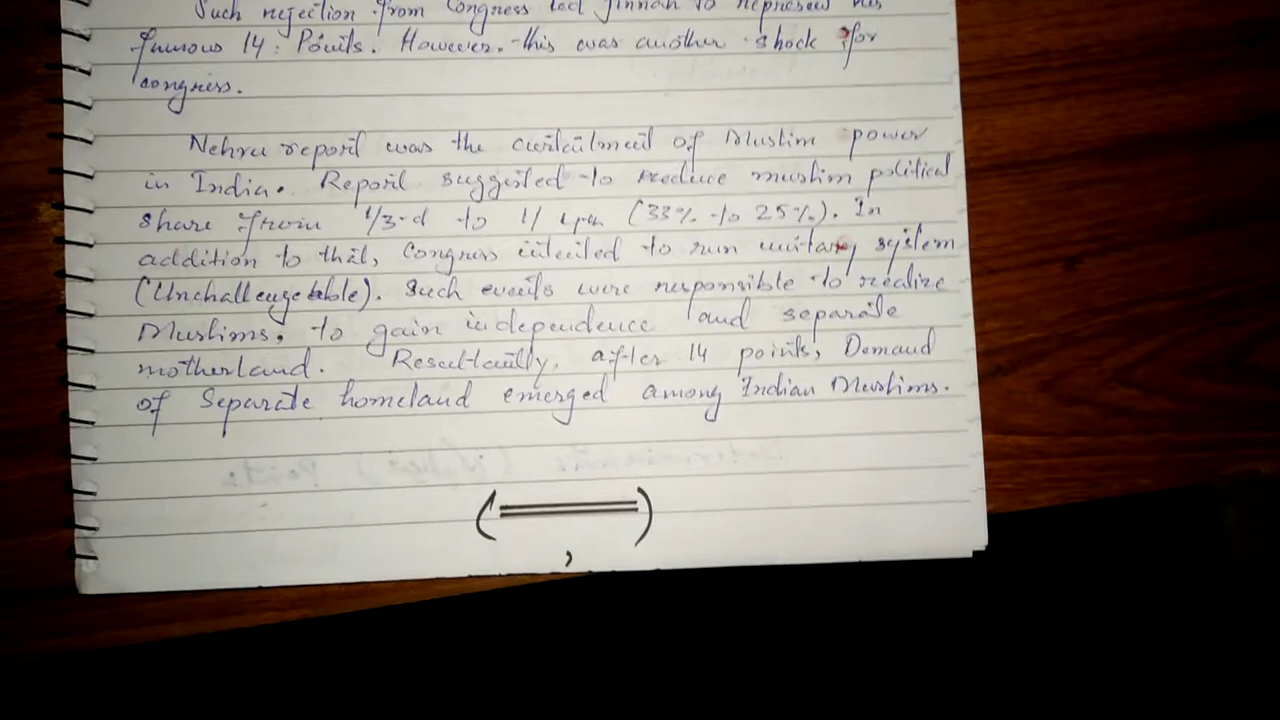 Such rejection from Congress led Jinnah to represent his
famous 14 Points. However, this was another shock for
congress.
Nehru report was the curtailment of Muslim power
in India. Report suggested to reduce muslim political
share from 1/3rd to 1/4th (33% to 25%). In
addition to that, Congress intented to run unitary system
(Unchallengeable). Such events were responsible to realize
Muslims, to gain independence and separate
motherland. Resultantly, after 14 points, Demand
of Separate homeland emerged among Indian Muslims.